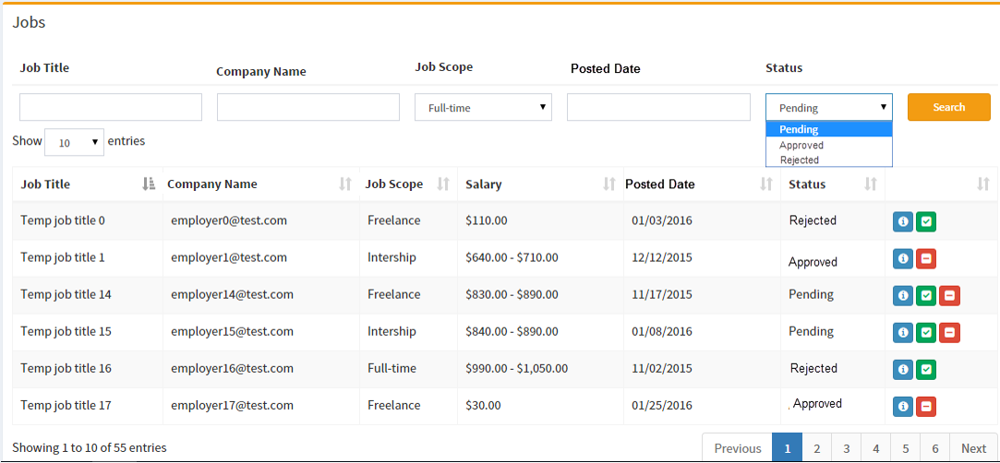 Jobs
Job Title Company Name Job Scope Posted Date Status
Full-time Pending Search
Show 10 entries
Pending
Approved
Rejected
Job Title Company Name Job Scope Salary Posted Date Status
Temp job title 0 employer0@test.com Freelance $110.00 01/03/2016 Rejected
Temp job title 1 employer1@test.com Intership $640.00 - $710.00 12/12/2015 Approved
Temp job title 14 employer14@test.com Freelance $830.00 - $890.00 11/17/2015 Pending
Temp job title 15 employer15@test.com Intership $840.00 - $890.00 01/08/2016 Pending
Temp job title 16 employer16@test.com Full-time $990.00 - $1,050.00 11/02/2015 Rejected
Temp job title 17 employer17@test.com Freelance $30.00 01/25/2016 Approved
Showing 1 to 10 of 55 entries Previous 1 2 3 4 5 6 Next